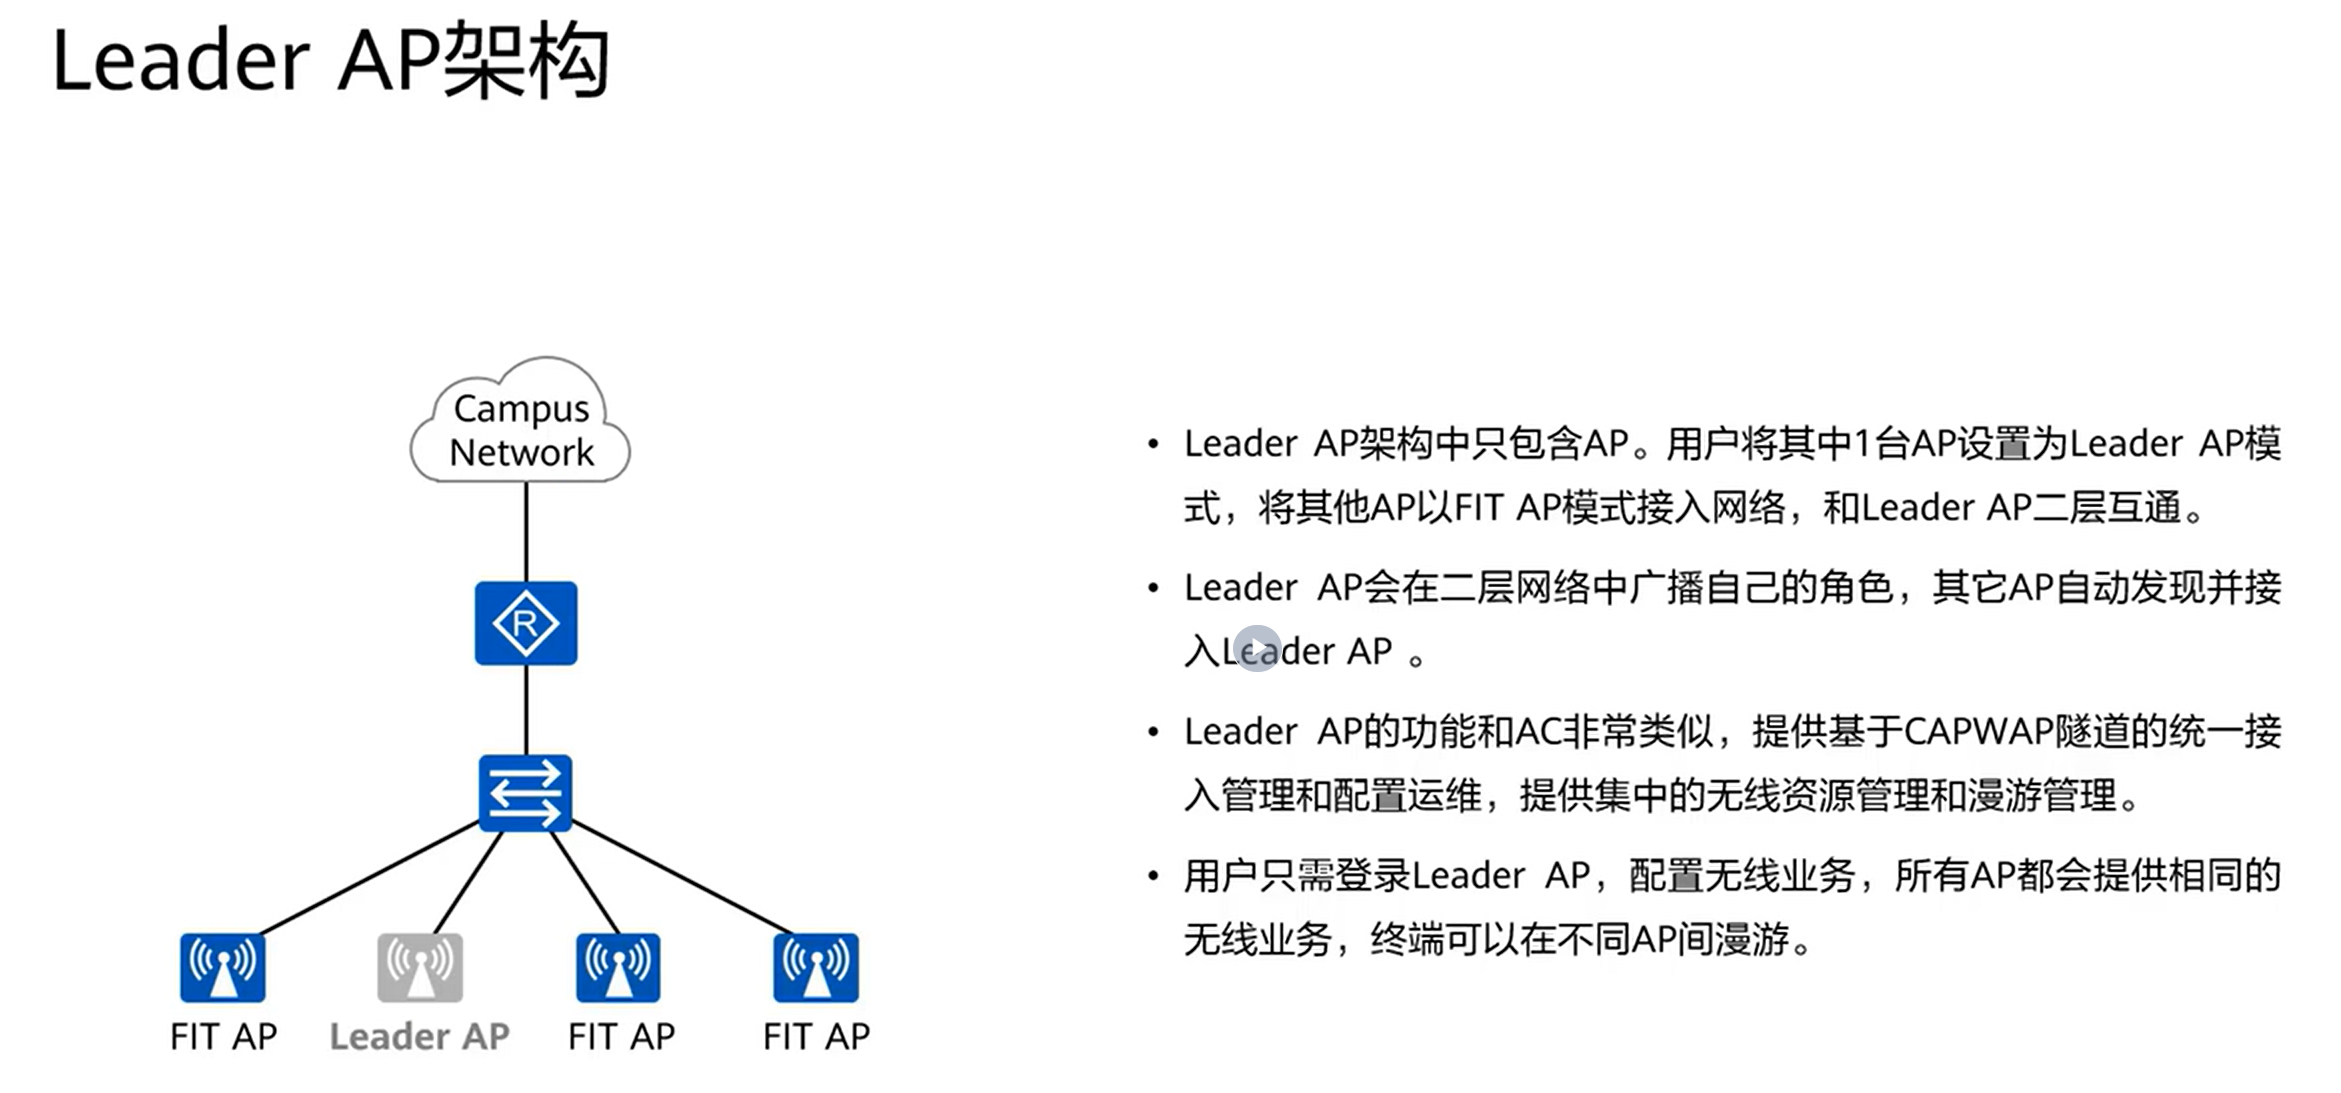 Leader AP架构
Campus
Network
R
FIT AP
Leader AP
FIT AP
FIT AP
• Leader AP架构中只包含AP。用户将其中1台AP设置为Leader AP模
式，将其他AP以FIT AP模式接入网络，和Leader AP二层互通。
• Leader AP会在二层网络中广播自己的角色，其它AP自动发现并接
入Leader AP 。
• Leader AP的功能和AC非常类似，提供基于CAPWAP隧道的统一接
入管理和配置运维，提供集中的无线资源管理和漫游管理。
• 用户只需登录Leader AP，配置无线业务，所有AP都会提供相同的
无线业务，终端可以在不同AP间漫游。